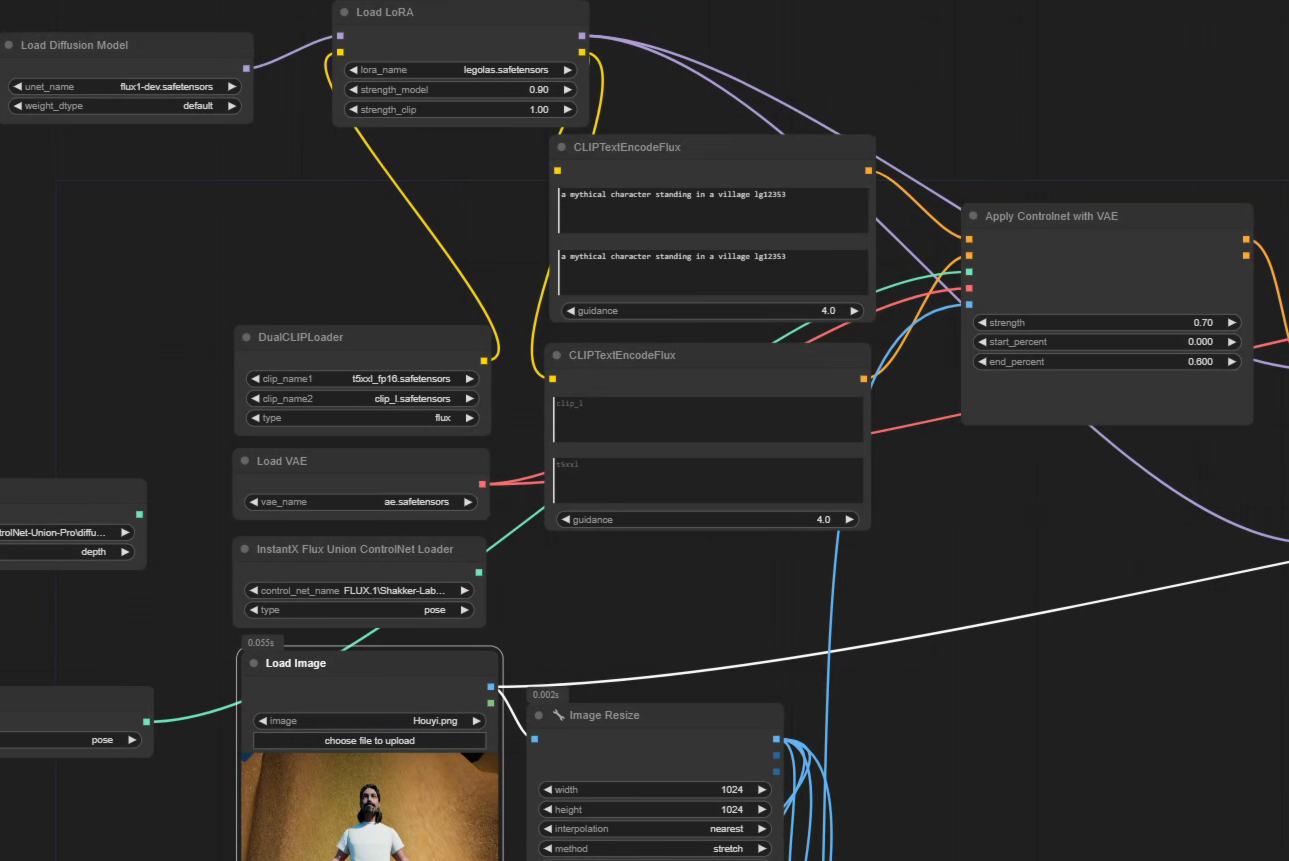 Load LoRA
lora_name legolas.safetensors
strength_model 0.90
strength_clip 1.00
Load Diffusion Model
unet_name flux1-dev.safetensors
weight_dtype default
CLIPTextEncodeFlux
a mythical character standing in a village lg12353
a mythical character standing in a village lg12353
guidance 4.0
Apply Controlnet with VAE
strength 0.70
start_percent 0.000
end_percent 0.600
DualCLIPLoader
clip_name1 t5xxl_fp16.safetensors
clip_name2 clip_l.safetensors
type flux
CLIPTextEncodeFlux
clip_l
t5xxl
guidance 4.0
Load VAE
vae_name ae.safetensors
trolNet-Union-Pro\diffu...
depth
InstantX Flux Union ControlNet Loader
control_net_name FLUX.1\Shakker-Lab...
type pose
0.055s
Load Image
image Houyi.png
choose file to upload
pose
0.002s
Image Resize
width 1024
height 1024
interpolation nearest
method stretch